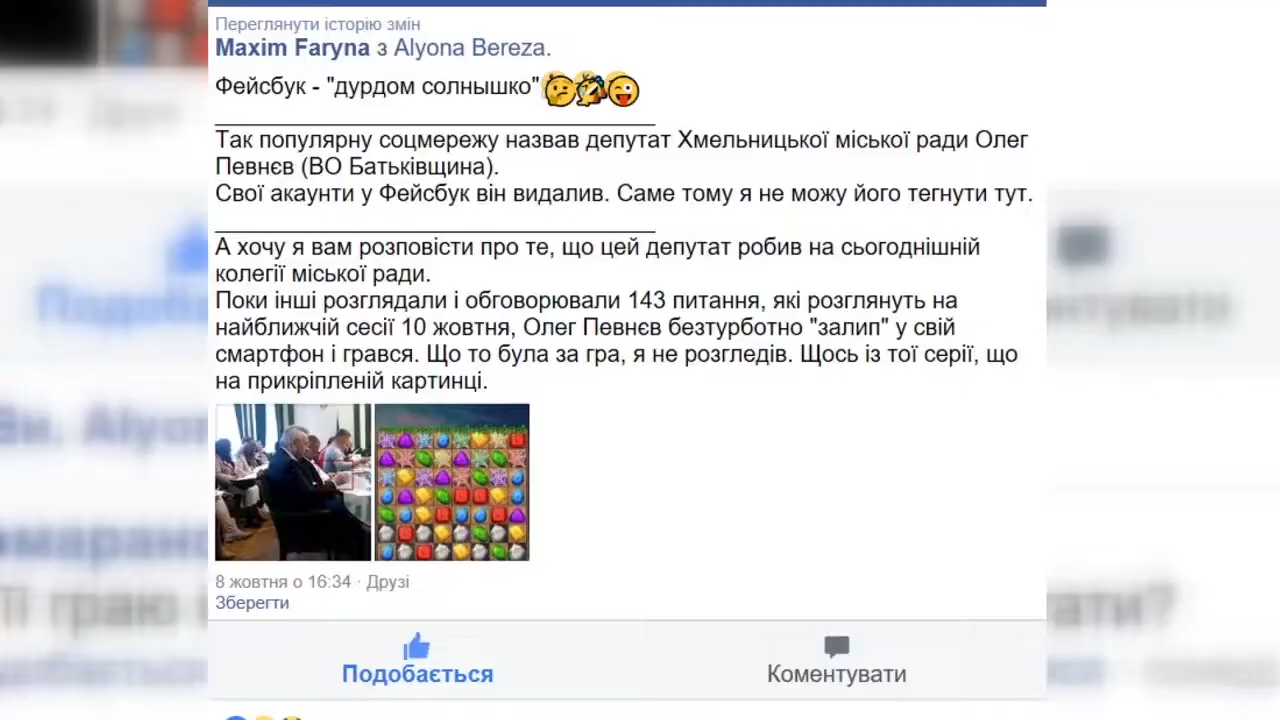 Переглянути історію змін
Maxim Faryna з Alyona Bereza.
Фейсбук - "дурдом солнышко"
Так популярну соцмережу назвав депутат Хмельницької міської ради Олег
Певнєв (ВО Батьківщина).
Свої акаунти у Фейсбук він видалив. Саме тому я не можу його тегнути тут.
А хочу я вам розповісти про те, що цей депутат робив на сьогоднішній
колегії міської ради.
Поки інші розглядали і обговорювали 143 питання, які розглянуть на
найближчій сесії 10 жовтня, Олег Певнєв безтурботно "залип" у свій
смартфон і грався. Що то була за гра, я не розгледів. Щось із тої серії, що
на прикріпленій картинці.
8 жовтня о 16:34 · Друзі
Зберегти
Подобається
Коментувати